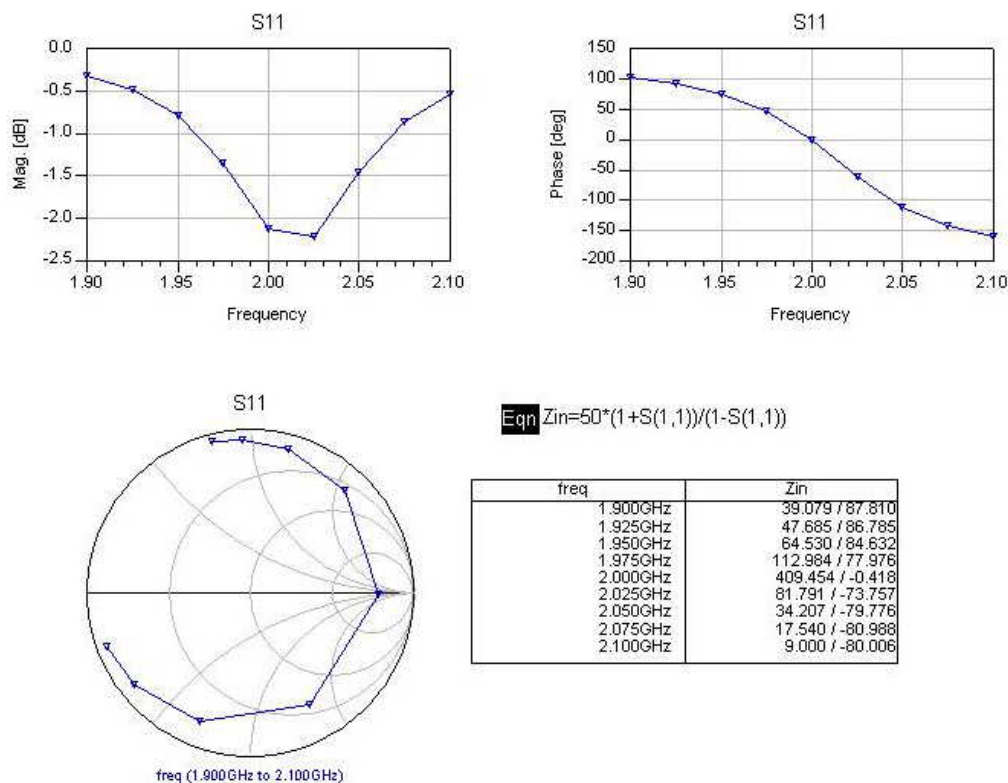 S11
0.0
-0.5
-1.0
-1.5
-2.0
-2.5
Mag. [dB]
1.90
1.95
2.00
2.05
2.10
Frequency
S11
150
100
50
0
-50
-100
-150
-200
Phase [deg]
1.90
1.95
2.00
2.05
2.10
Frequency
S11
freq (1.900GHz to 2.100GHz)
Eqn Zin=50*(1+S(1,1))/(1-S(1,1))
freq Zin
1.900GHz 39.079 / 87.810
1.925GHz 47.685 / 86.785
1.950GHz 64.530 / 84.632
1.975GHz 112.984 / 77.976
2.000GHz 409.454 / -0.418
2.025GHz 81.791 / -73.757
2.050GHz 34.207 / -79.776
2.075GHz 17.540 / -80.988
2.100GHz 9.000 / -80.006